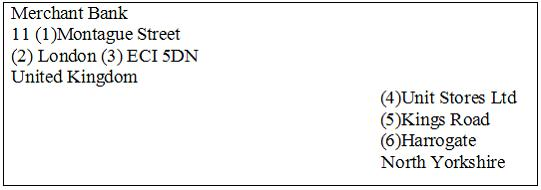 Merchant Bank
11 (1)Montague Street
(2) London (3) ECI 5DN
United Kingdom
(4)Unit Stores Ltd
(5)Kings Road
(6)Harrogate
North Yorkshire